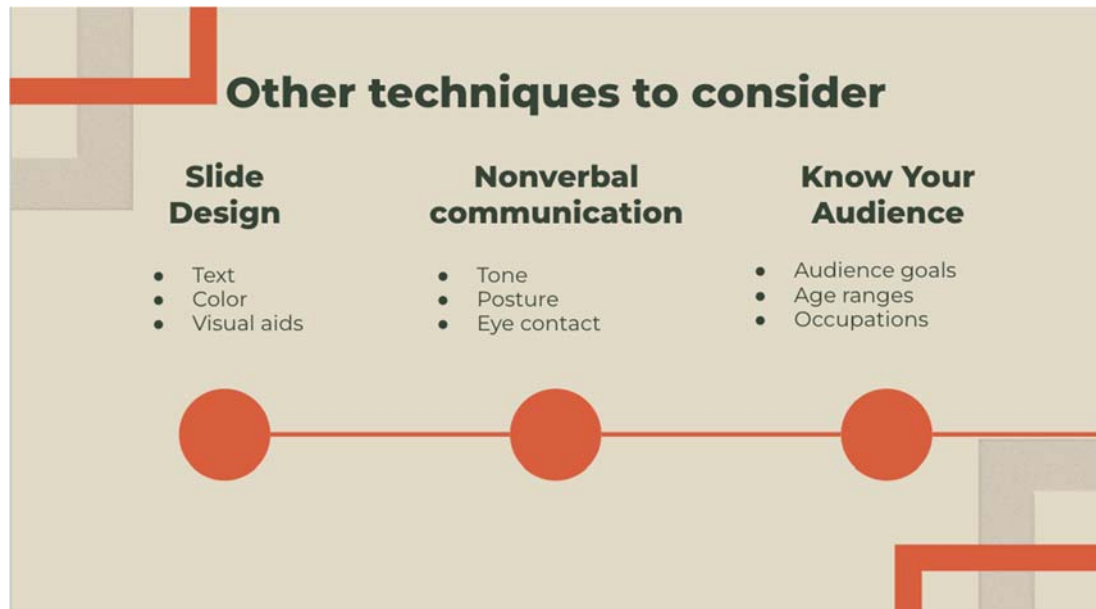 Other techniques to consider
Slide
Design
● Text
● Color
● Visual aids
Nonverbal
communication
● Tone
● Posture
● Eye contact
Know Your
Audience
● Audience goals
● Age ranges
● Occupations